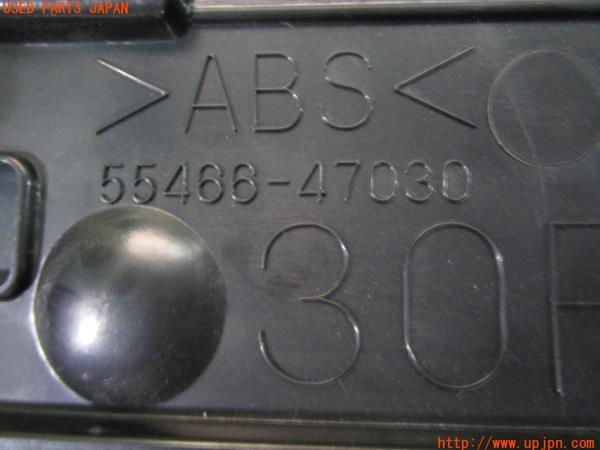 USED PARTS JAPAN
>ABS<
55466-47030
30
http://www.upjpn.com/